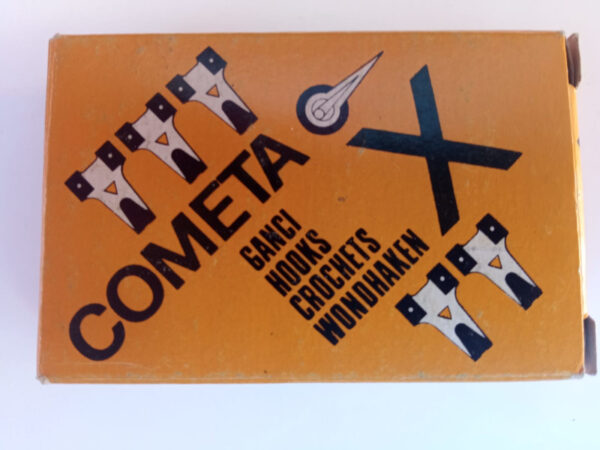 COMETA
X
GANCI
HOOKS
CROCHETS
WONDHAKEN